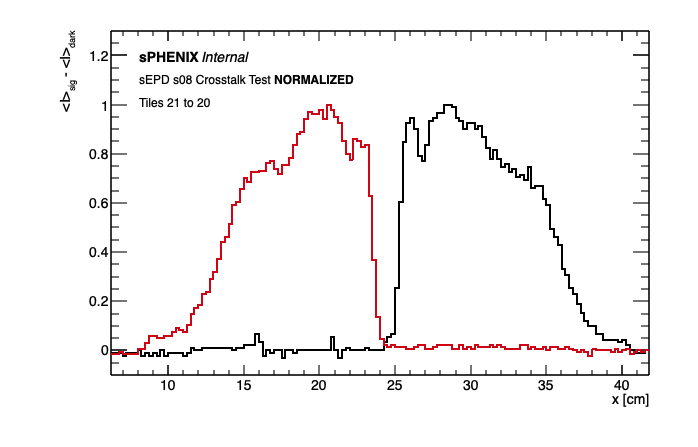 <I>sig - <I>dark
sPHENIX Internal
sEPD s08 Crosstalk Test NORMALIZED
Tiles 21 to 20
1.2
1
0.8
0.6
0.4
0.2
0
10 15 20 25 30 35 40
x [cm]